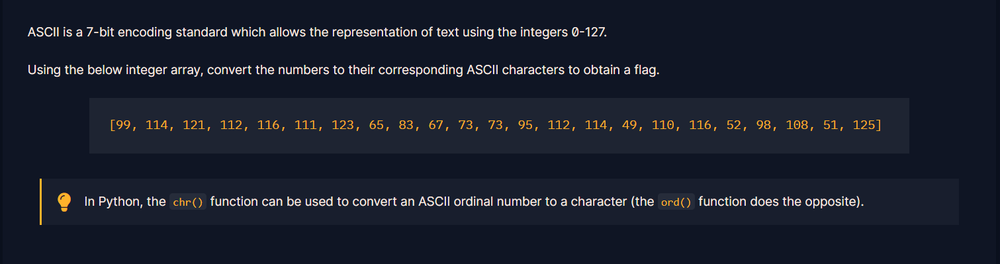 ASCII is a 7-bit encoding standard which allows the representation of text using the integers 0-127.
Using the below integer array, convert the numbers to their corresponding ASCII characters to obtain a flag.
[99, 114, 121, 112, 116, 111, 123, 65, 83, 67, 73, 73, 95, 112, 114, 49, 110, 116, 52, 98, 108, 51, 125]
In Python, the chr() function can be used to convert an ASCII ordinal number to a character (the ord() function does the opposite).